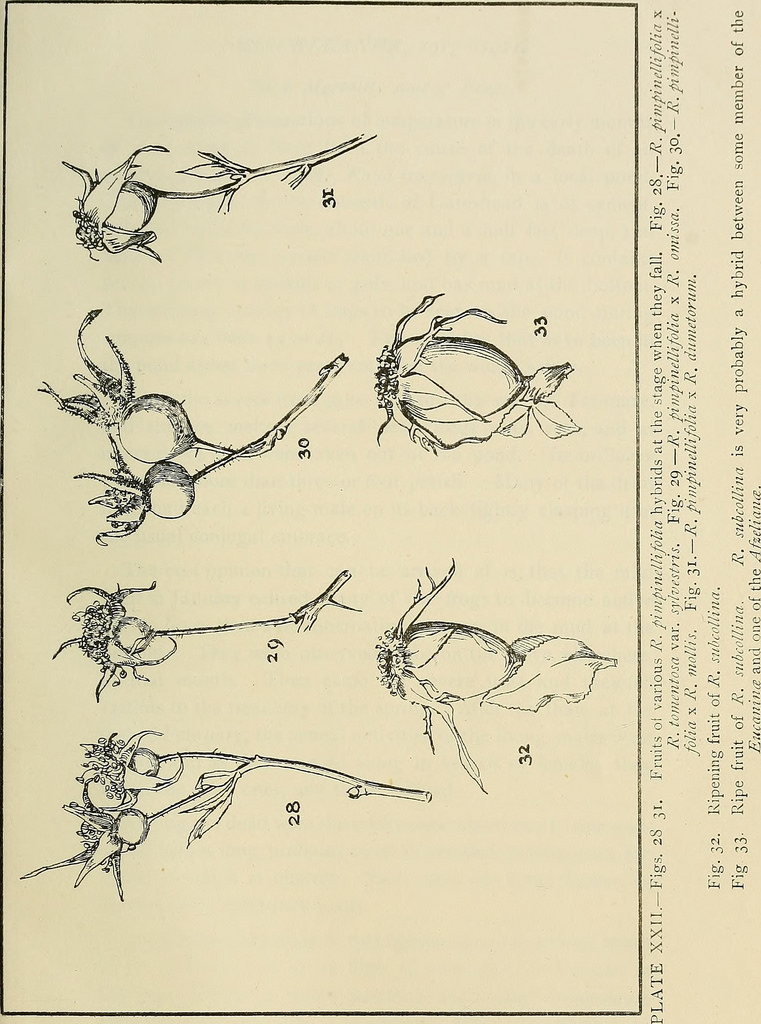 31
30
33
29
32
28
PLATE XXII.—Figs. 28 31. Fruits of various R. pimpinellifolia hybrids at the stage when they fall. Fig. 28.—R. pimpinellifolia x
R. tomentosa var. sylvestris. Fig. 29 —R. pimpinellifolia x R. omissa. Fig. 30.—R. pimpinelli-
folia x R. mollis. Fig. 31.—R. pimpinellifolia x R. dumetorum.
Fig. 32. Ripening fruit of R. subcollina.
Fig 33. Ripe fruit of R. subcollina. R. subcollina is very probably a hybrid between some member of the
Eucaninæ and one of the Afzelianæ.